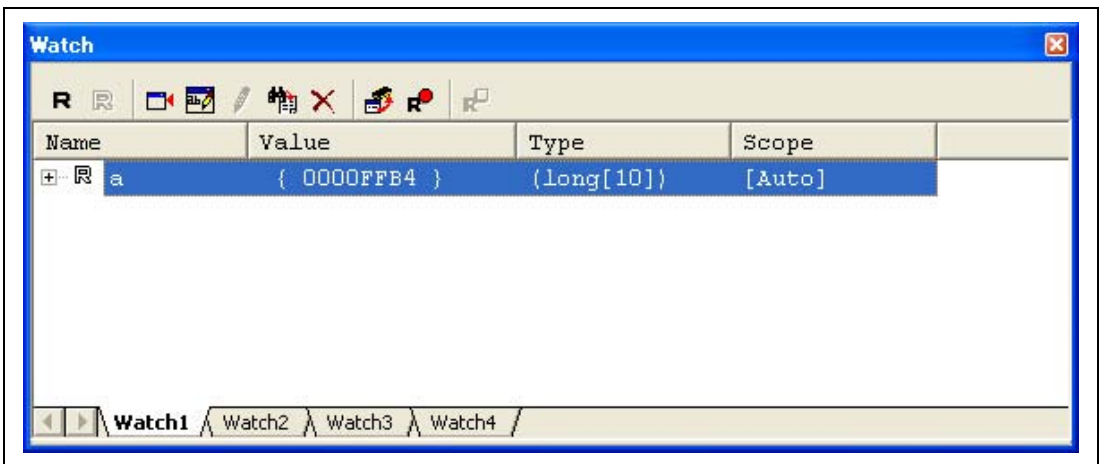 Watch
R R R R
Name Value Type Scope
R a { 0000FFB4 } (long[10]) [Auto]
Watch1 Watch2 Watch3 Watch4